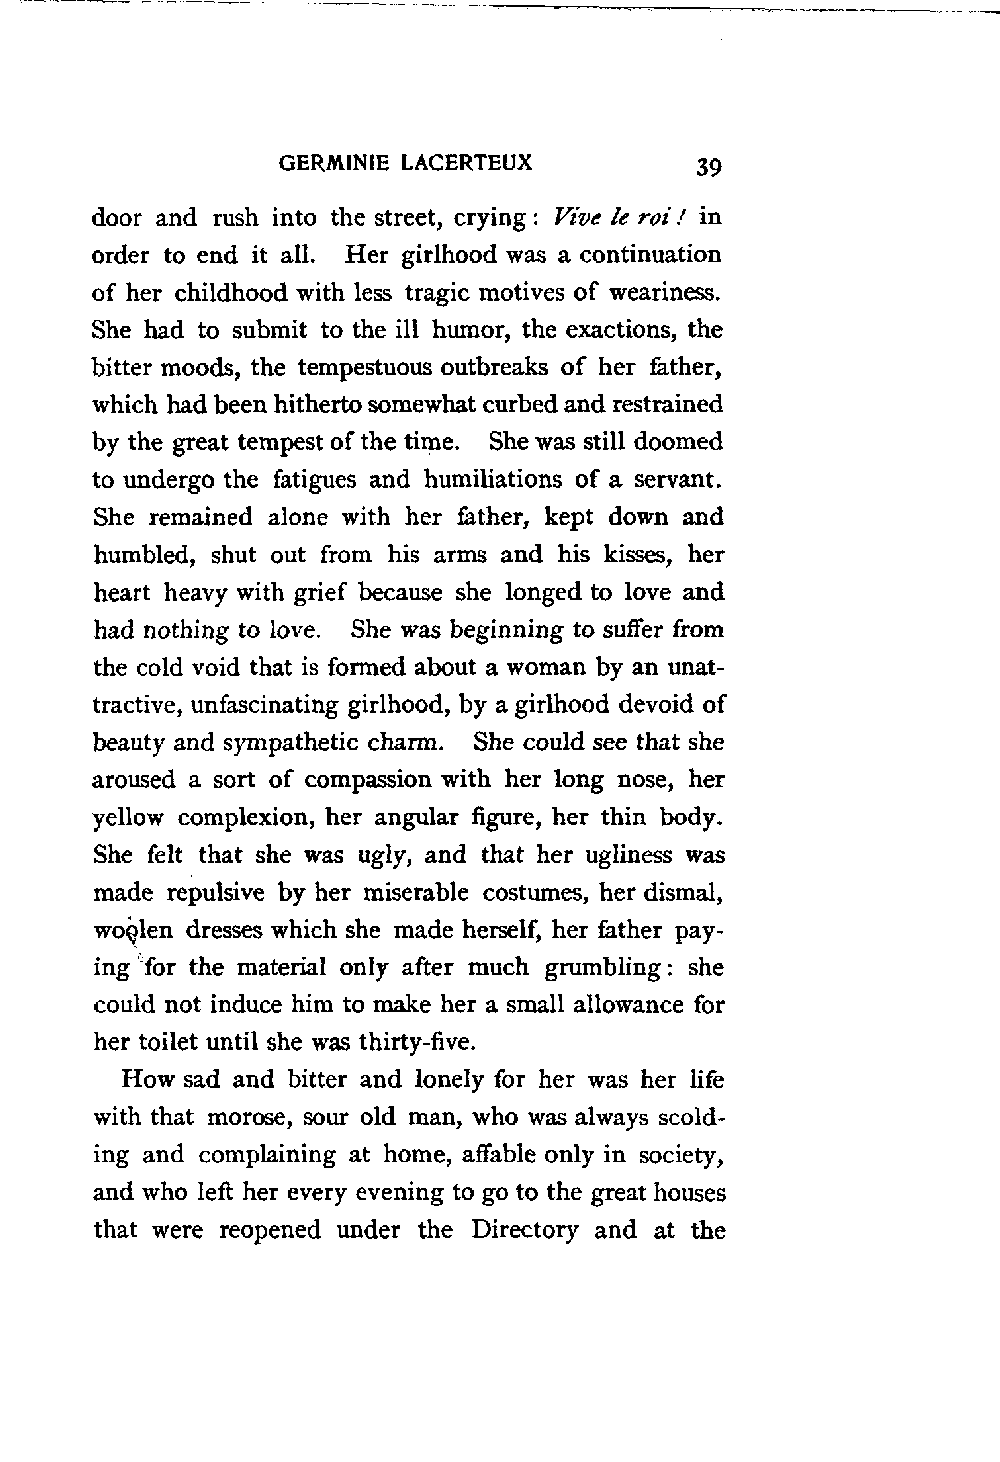 GERMINIE LACERTEUX 39
door and rush into the street, crying: Vive le roi! in
order to end it all. Her girlhood was a continuation
of her childhood with less tragic motives of weariness.
She had to submit to the ill humor, the exactions, the
bitter moods, the tempestuous outbreaks of her father,
which had been hitherto somewhat curbed and restrained
by the great tempest of the time. She was still doomed
to undergo the fatigues and humiliations of a servant.
She remained alone with her father, kept down and
humbled, shut out from his arms and his kisses, her
heart heavy with grief because she longed to love and
had nothing to love. She was beginning to suffer from
the cold void that is formed about a woman by an unat-
tractive, unfascinating girlhood, by a girlhood devoid of
beauty and sympathetic charm. She could see that she
aroused a sort of compassion with her long nose, her
yellow complexion, her angular figure, her thin body.
She felt that she was ugly, and that her ugliness was
made repulsive by her miserable costumes, her dismal,
woolen dresses which she made herself, her father pay-
ing for the material only after much grumbling: she
could not induce him to make her a small allowance for
her toilet until she was thirty-five.
How sad and bitter and lonely for her was her life
with that morose, sour old man, who was always scold-
ing and complaining at home, affable only in society,
and who left her every evening to go to the great houses
that were reopened under the Directory and at the